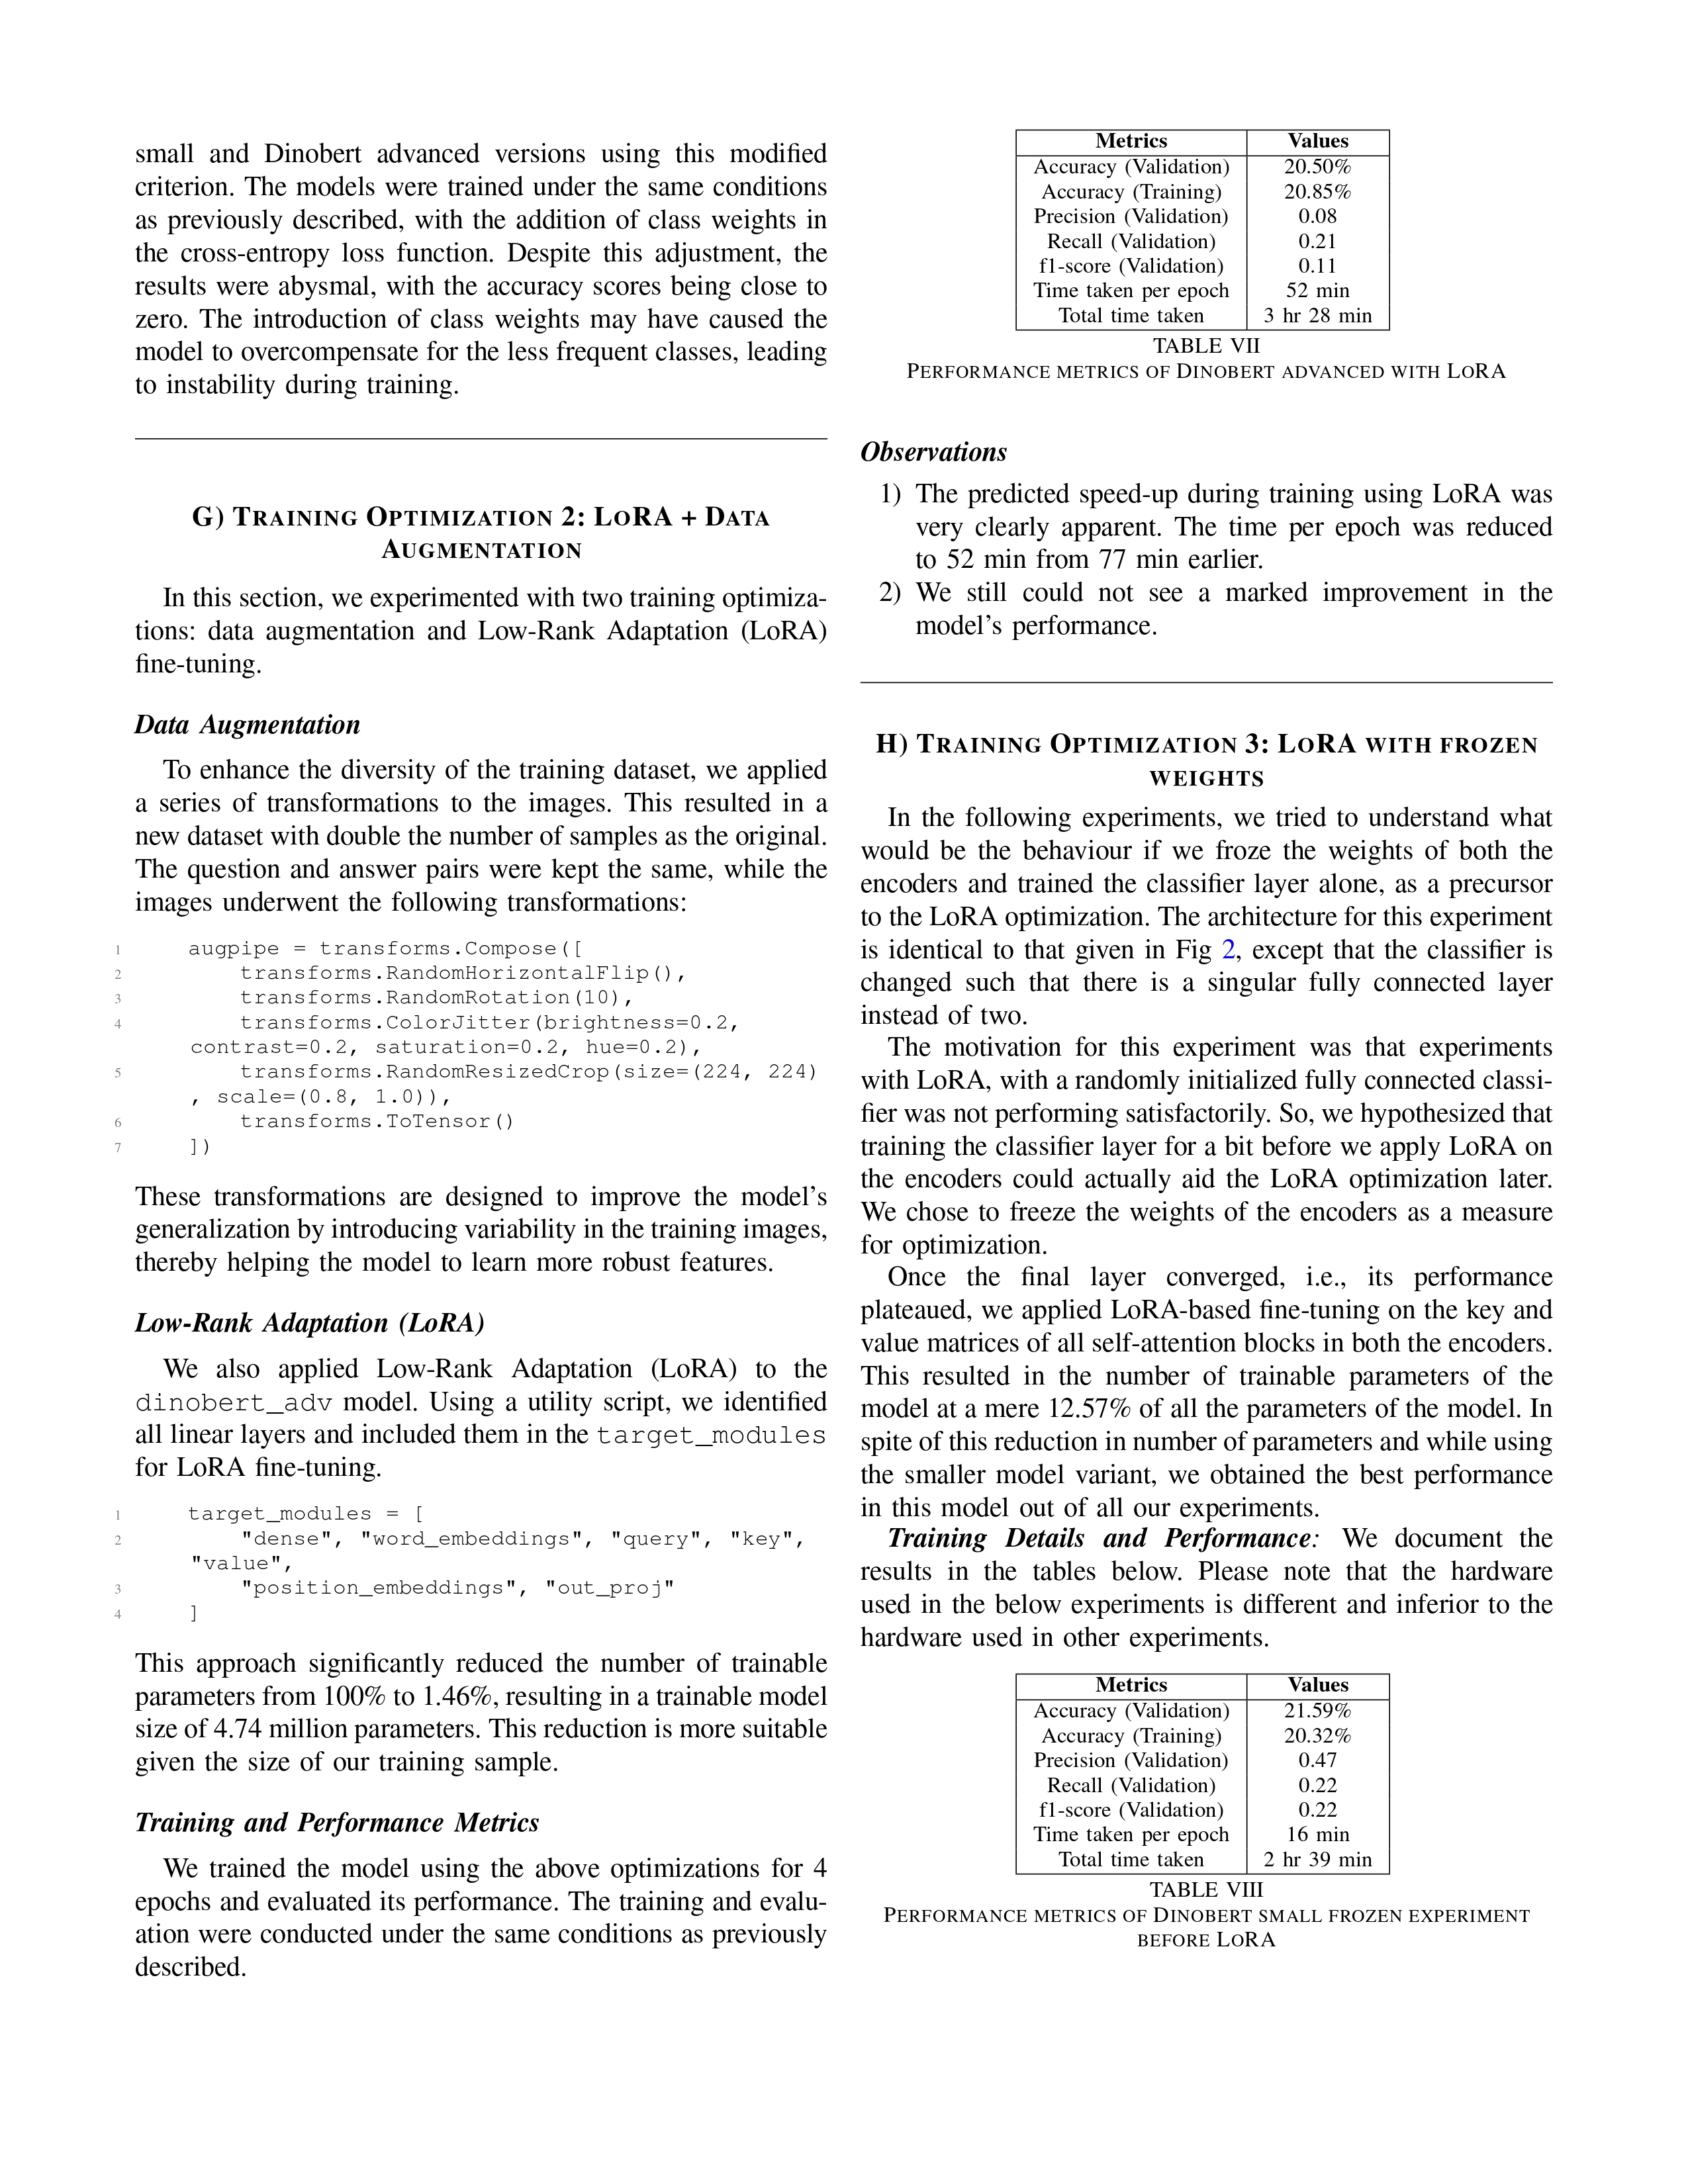 small and Dinobert advanced versions using this modified
criterion. The models were trained under the same conditions
as previously described, with the addition of class weights in
the cross-entropy loss function. Despite this adjustment, the
results were abysmal, with the accuracy scores being close to
zero. The introduction of class weights may have caused the
model to overcompensate for the less frequent classes, leading
to instability during training.
G) TRAINING OPTIMIZATION 2: LORA + DATA
AUGMENTATION
In this section, we experimented with two training optimiza-
tions: data augmentation and Low-Rank Adaptation (LoRA)
fine-tuning.
Data Augmentation
To enhance the diversity of the training dataset, we applied
a series of transformations to the images. This resulted in a
new dataset with double the number of samples as the original.
The question and answer pairs were kept the same, while the
images underwent the following transformations:
1 augpipe = transforms.Compose([
2 transforms.RandomHorizontalFlip(),
3 transforms.RandomRotation(10),
4 transforms.ColorJitter(brightness=0.2,
contrast=0.2, saturation=0.2, hue=0.2),
5 transforms.RandomResizedCrop(size=(224, 224)
, scale=(0.8, 1.0)),
6 transforms.ToTensor()
7 ])
These transformations are designed to improve the model's
generalization by introducing variability in the training images,
thereby helping the model to learn more robust features.
Low-Rank Adaptation (LoRA)
We also applied Low-Rank Adaptation (LoRA) to the
dinobert_adv model. Using a utility script, we identified
all linear layers and included them in the target_modules
for LoRA fine-tuning.
1 target_modules = [
2 "dense", "word_embeddings", "query", "key",
"value",
3 "position_embeddings", "out_proj"
4 ]
This approach significantly reduced the number of trainable
parameters from 100% to 1.46%, resulting in a trainable model
size of 4.74 million parameters. This reduction is more suitable
given the size of our training sample.
Training and Performance Metrics
We trained the model using the above optimizations for 4
epochs and evaluated its performance. The training and evalu-
ation were conducted under the same conditions as previously
described.
Metrics Values
Accuracy (Validation) 20.50%
Accuracy (Training) 20.85%
Precision (Validation) 0.08
Recall (Validation) 0.21
f1-score (Validation) 0.11
Time taken per epoch 52 min
Total time taken 3 hr 28 min
TABLE VII
PERFORMANCE METRICS OF DINOBERT ADVANCED WITH LORA
Observations
1) The predicted speed-up during training using LoRA was
very clearly apparent. The time per epoch was reduced
to 52 min from 77 min earlier.
2) We still could not see a marked improvement in the
model's performance.
H) TRAINING OPTIMIZATION 3: LORA WITH FROZEN
WEIGHTS
In the following experiments, we tried to understand what
would be the behaviour if we froze the weights of both the
encoders and trained the classifier layer alone, as a precursor
to the LoRA optimization. The architecture for this experiment
is identical to that given in Fig 2, except that the classifier is
changed such that there is a singular fully connected layer
instead of two.
The motivation for this experiment was that experiments
with LoRA, with a randomly initialized fully connected classi-
fier was not performing satisfactorily. So, we hypothesized that
training the classifier layer for a bit before we apply LoRA on
the encoders could actually aid the LoRA optimization later.
We chose to freeze the weights of the encoders as a measure
for optimization.
Once the final layer converged, i.e., its performance
plateaued, we applied LoRA-based fine-tuning on the key and
value matrices of all self-attention blocks in both the encoders.
This resulted in the number of trainable parameters of the
model at a mere 12.57% of all the parameters of the model. In
spite of this reduction in number of parameters and while using
the smaller model variant, we obtained the best performance
in this model out of all our experiments.
Training Details and Performance: We document the
results in the tables below. Please note that the hardware
used in the below experiments is different and inferior to the
hardware used in other experiments.
Metrics Values
Accuracy (Validation) 21.59%
Accuracy (Training) 20.32%
Precision (Validation) 0.47
Recall (Validation) 0.22
f1-score (Validation) 0.22
Time taken per epoch 16 min
Total time taken 2 hr 39 min
TABLE VIII
PERFORMANCE METRICS OF DINOBERT SMALL FROZEN EXPERIMENT
BEFORE LORA